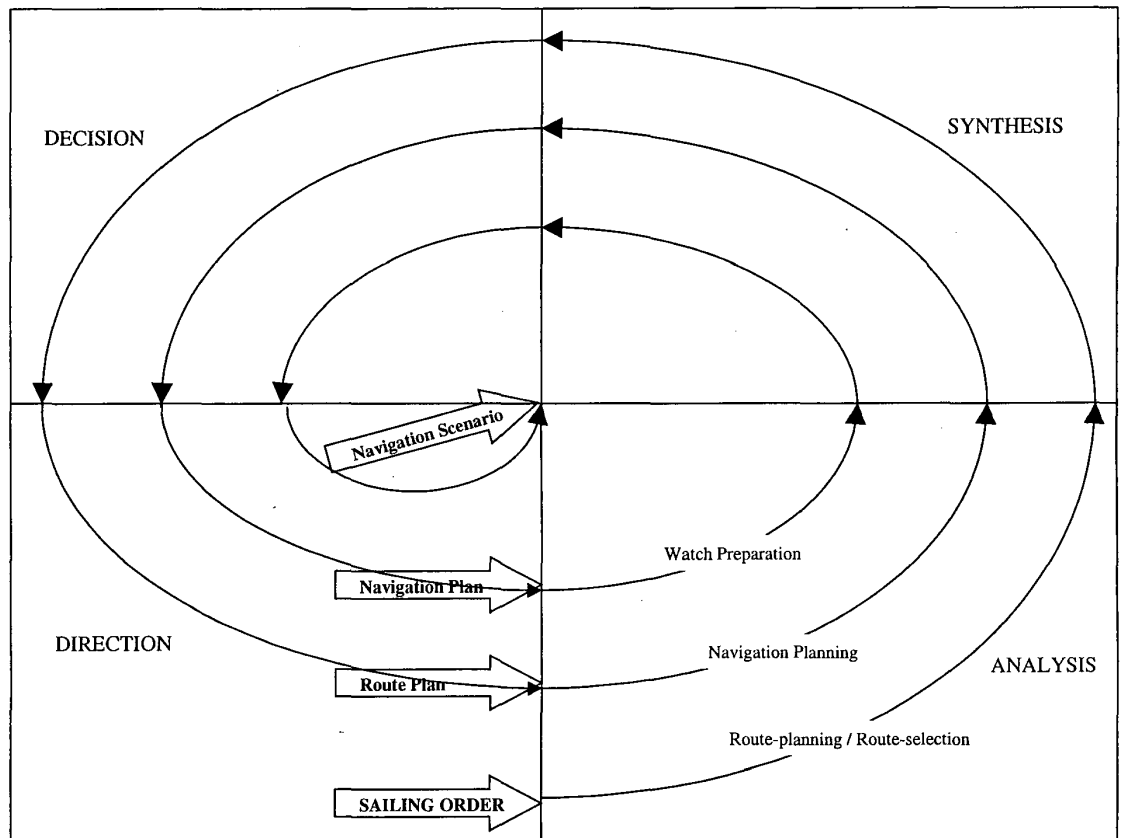 DECISION
SYNTHESIS
Navigation Scenario
Watch Preparation
Navigation Plan
DIRECTION
Navigation Planning
ANALYSIS
Route Plan
Route-planning / Route-selection
SAILING ORDER